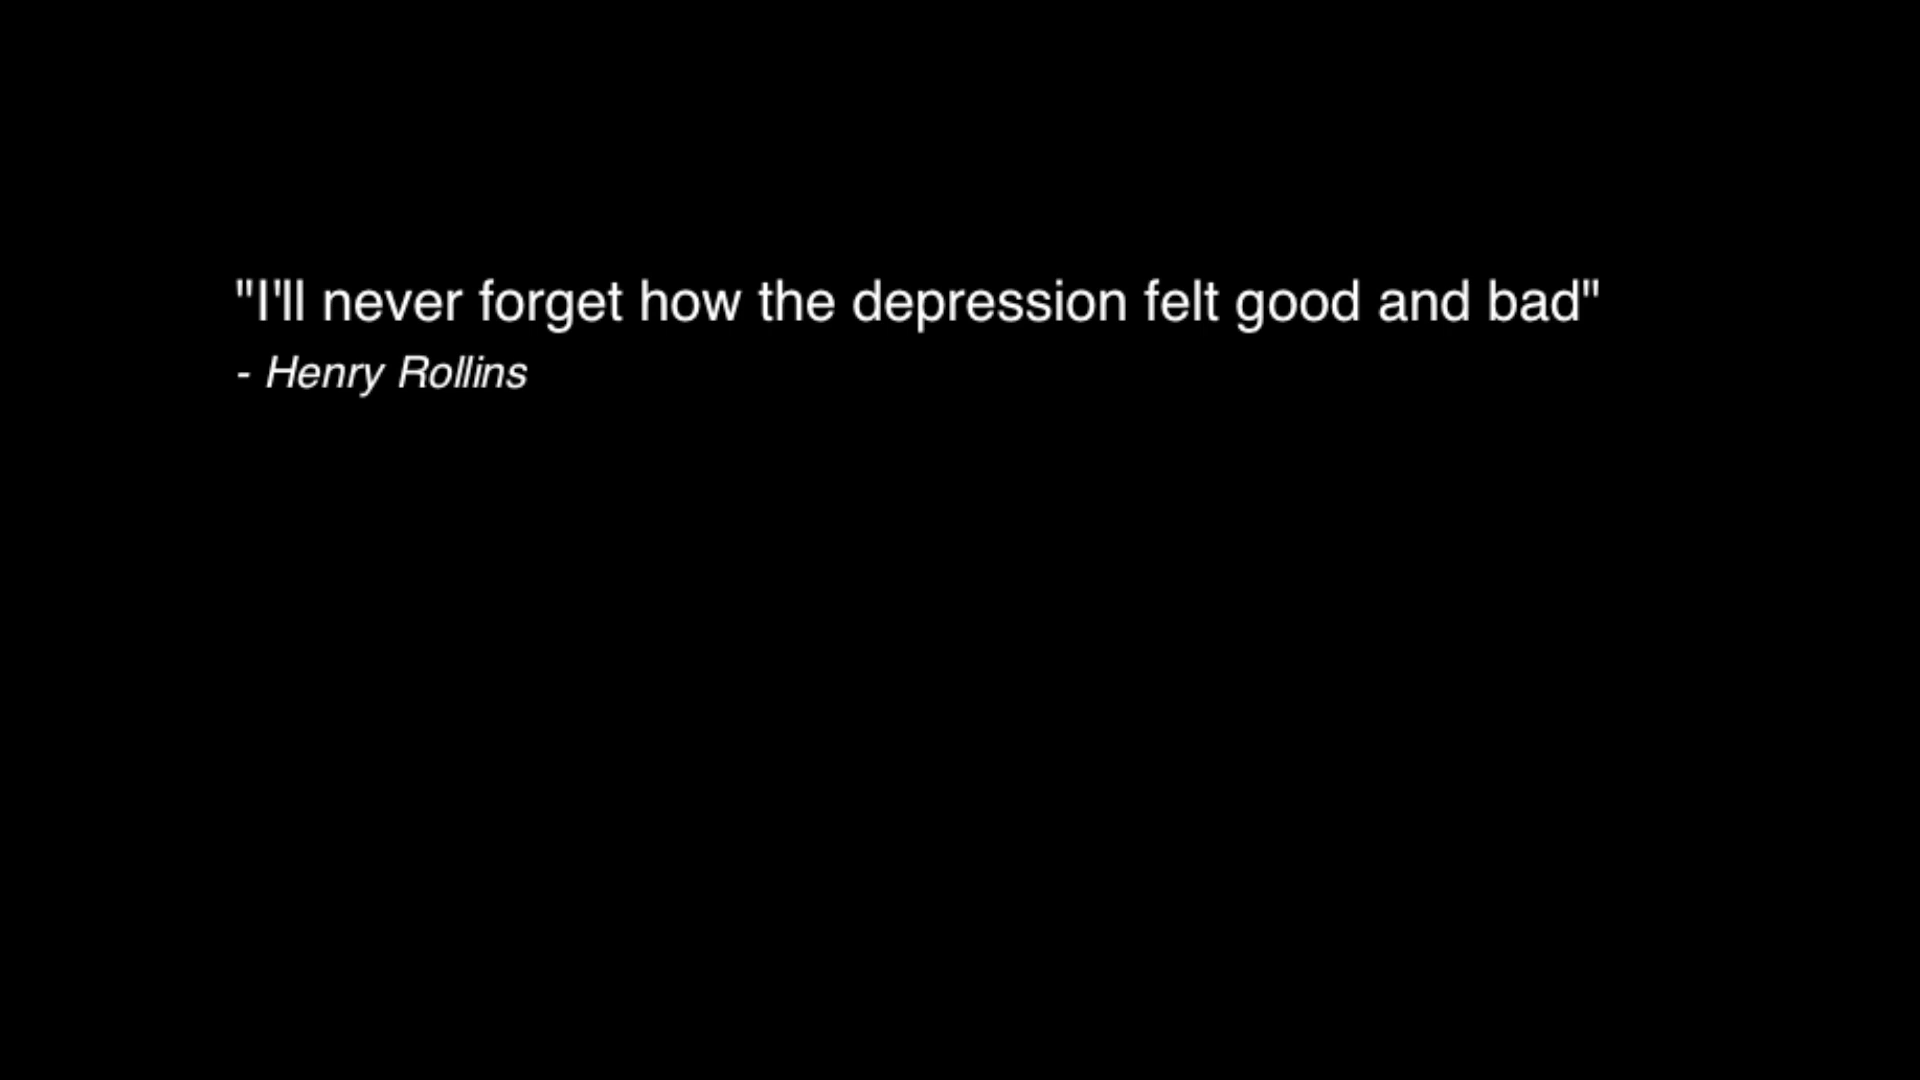 "I'll never forget how the depression felt good and bad"
- Henry Rollins